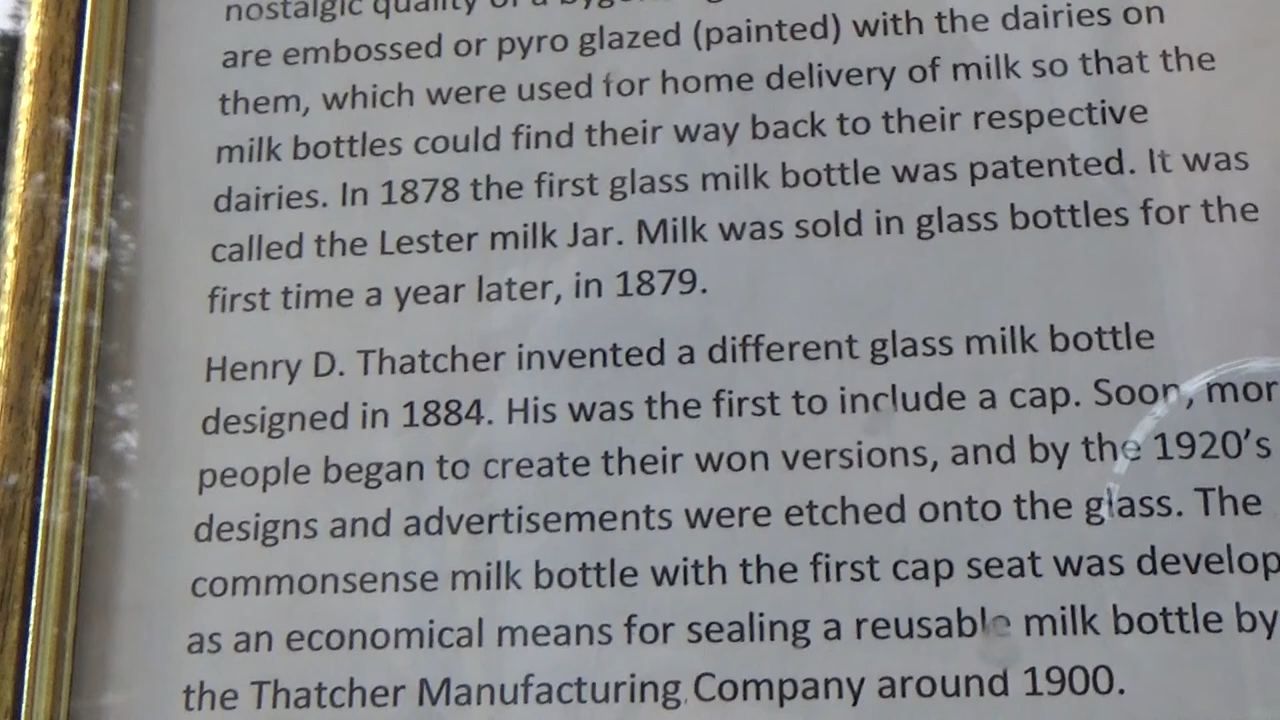 nostalgic quality of a
are embossed or pyro glazed (painted) with the dairies on
them, which were used for home delivery of milk so that the
milk bottles could find their way back to their respective
dairies. In 1878 the first glass milk bottle was patented. It was
called the Lester milk Jar. Milk was sold in glass bottles for the
first time a year later, in 1879.
Henry D. Thatcher invented a different glass milk bottle
designed in 1884. His was the first to include a cap. Soon, mor
people began to create their won versions, and by the 1920's
designs and advertisements were etched onto the glass. The
commonsense milk bottle with the first cap seat was develop
as an economical means for sealing a reusable milk bottle by
the Thatcher Manufacturing Company around 1900.